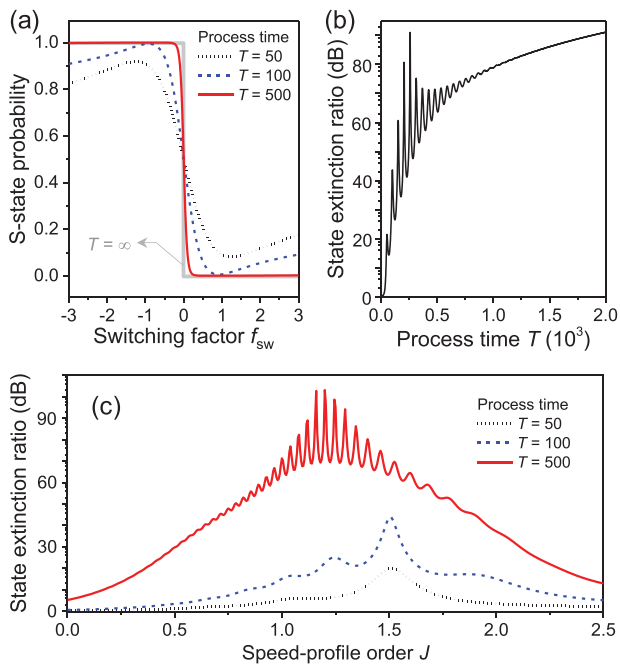 (a)
Process time
T = 50
T = 100
T = 500
T = ∞
S-state probability
1.0
0.8
0.6
0.4
0.2
0.0
-3
-2
-1
0
1
2
3
Switching factor fsw
(b)
State extinction ratio (dB)
80
60
40
20
0
0.0
0.5
1.0
1.5
2.0
Process time T (10³)
(c)
Process time
T = 50
T = 100
T = 500
State extinction ratio (dB)
90
60
30
0
0.0
0.5
1.0
1.5
2.0
2.5
Speed-profile order J